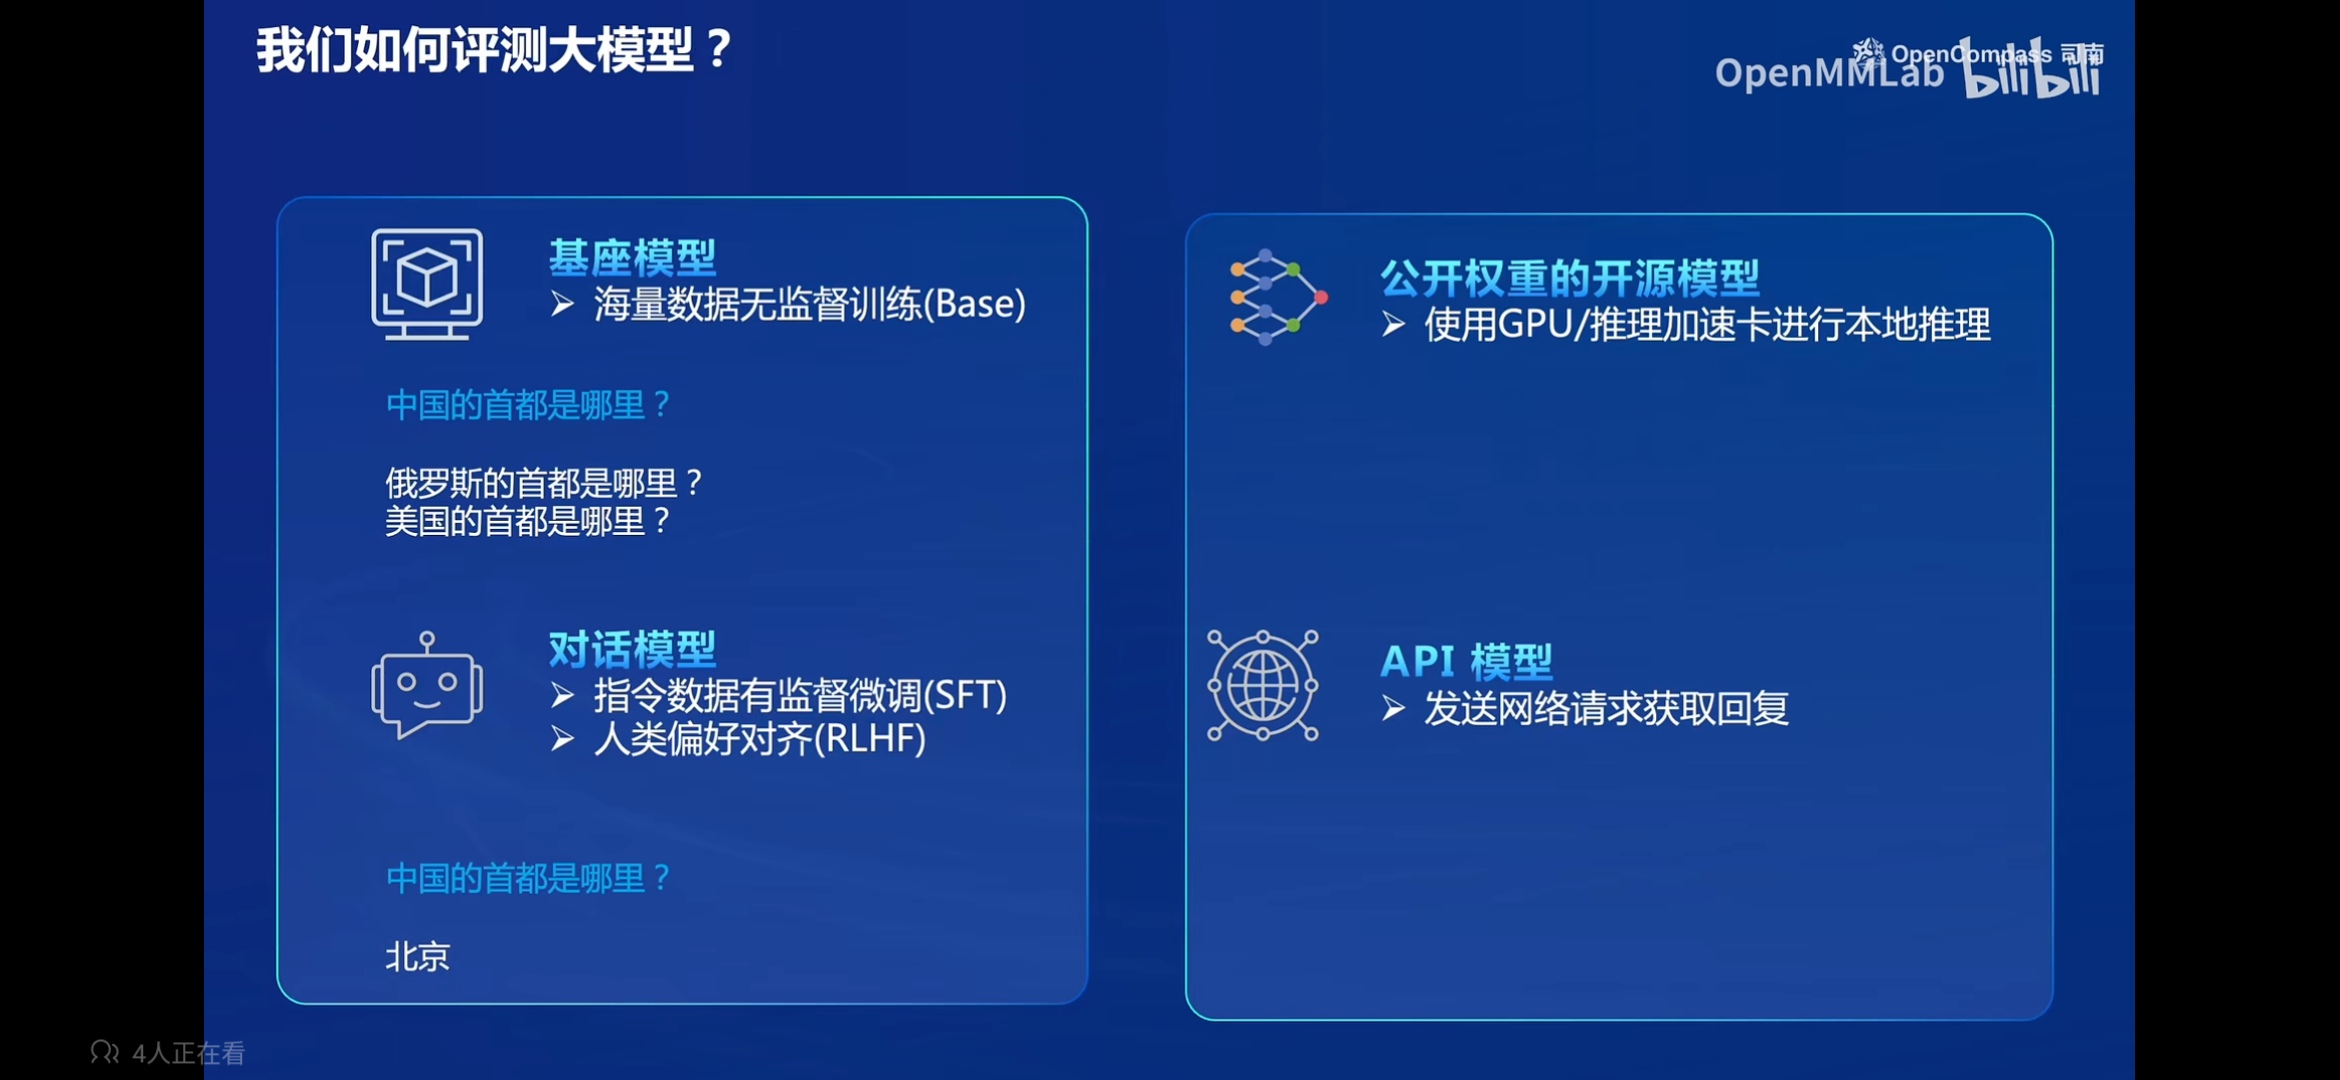 我们如何评测大模型？
OpenCompass 司南
OpenMMLab bilibili
基座模型
➢ 海量数据无监督训练(Base)
中国的首都是哪里？
俄罗斯的首都是哪里？
美国的首都是哪里？
对话模型
➢ 指令数据有监督微调(SFT)
➢ 人类偏好对齐(RLHF)
中国的首都是哪里？
北京
公开权重的开源模型
➢ 使用GPU/推理加速卡进行本地推理
API 模型
➢ 发送网络请求获取回复
4人正在看